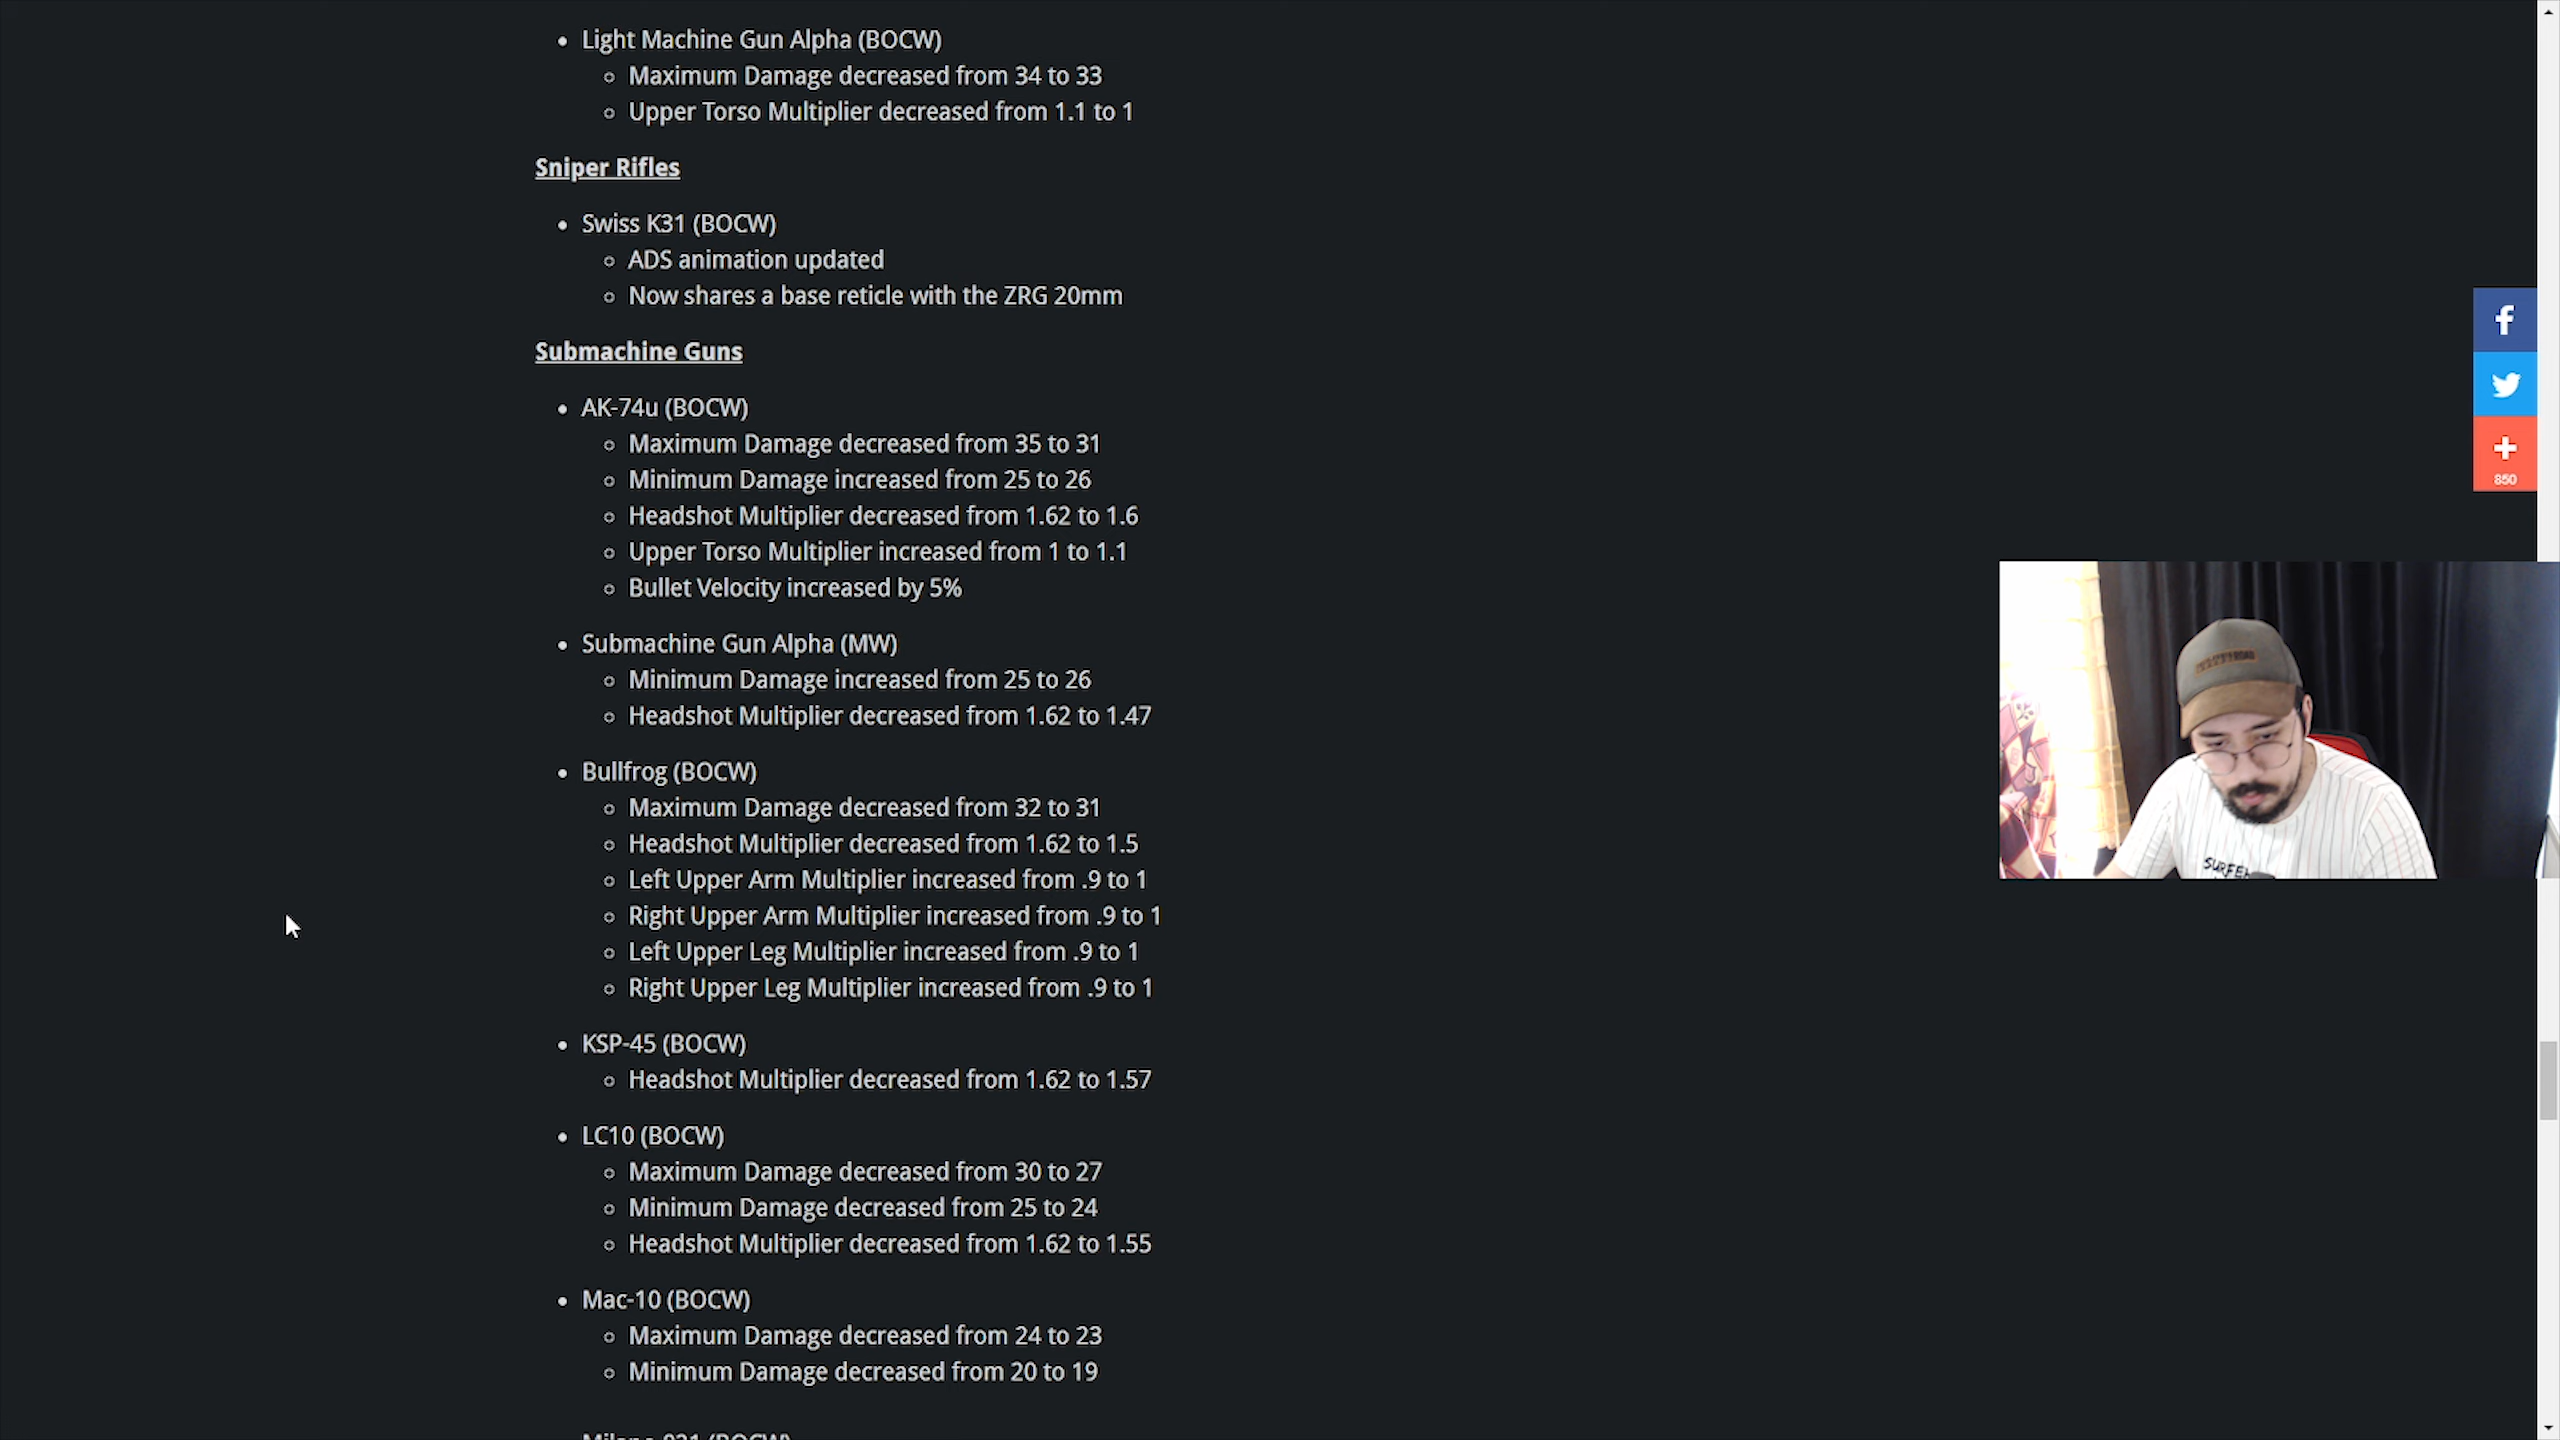 Light Machine Gun Alpha (BOCW)
Maximum Damage decreased from 34 to 33
Upper Torso Multiplier decreased from 1.1 to 1
Sniper Rifles
Swiss K31 (BOCW)
ADS animation updated
Now shares a base reticle with the ZRG 20mm
Submachine Guns
AK-74u (BOCW)
Maximum Damage decreased from 35 to 31
Minimum Damage increased from 25 to 26
Headshot Multiplier decreased from 1.62 to 1.6
Upper Torso Multiplier increased from 1 to 1.1
Bullet Velocity increased by 5%
Submachine Gun Alpha (MW)
Minimum Damage increased from 25 to 26
Headshot Multiplier decreased from 1.62 to 1.47
Bullfrog (BOCW)
Maximum Damage decreased from 32 to 31
Headshot Multiplier decreased from 1.62 to 1.5
Left Upper Arm Multiplier increased from .9 to 1
Right Upper Arm Multiplier increased from .9 to 1
Left Upper Leg Multiplier increased from .9 to 1
Right Upper Leg Multiplier increased from .9 to 1
KSP-45 (BOCW)
Headshot Multiplier decreased from 1.62 to 1.57
LC10 (BOCW)
Maximum Damage decreased from 30 to 27
Minimum Damage decreased from 25 to 24
Headshot Multiplier decreased from 1.62 to 1.55
Mac-10 (BOCW)
Maximum Damage decreased from 24 to 23
Minimum Damage decreased from 20 to 19
Milano 821 (BOCW)
850